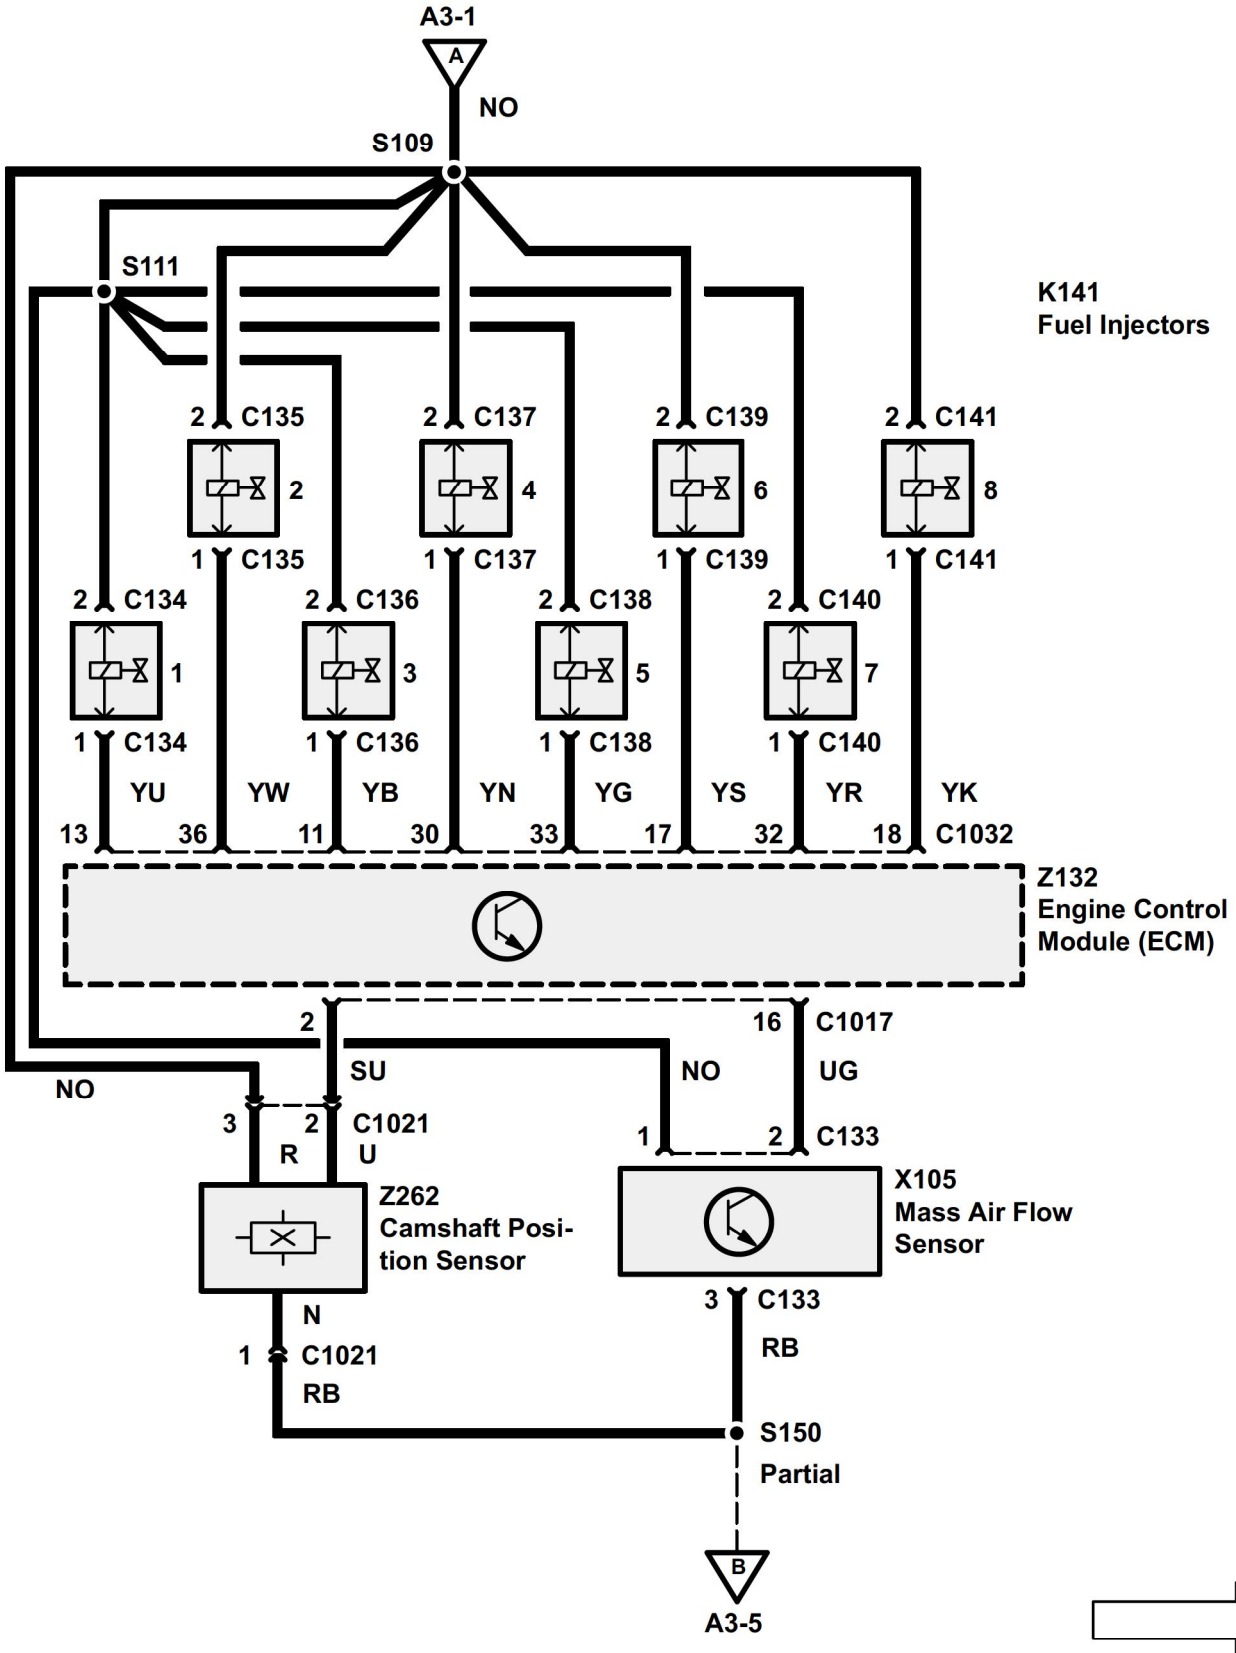 A3-1
A
NO
S109
S111
K141
Fuel Injectors
2 C135
2 C137
2 C139
2 C141
2
4
6
8
1 C135
1 C137
1 C139
1 C141
2 C134
2 C136
2 C138
2 C140
1
3
5
7
1 C134
1 C136
1 C138
1 C140
YU
YW
YB
YN
YG
YS
YR
YK
13
36
11
30
33
17
32
18 C1032
Z132
Engine Control
Module (ECM)
2
16 C1017
NO
SU
NO
UG
3
2 C1021
1
2 C133
R
U
Z262
Camshaft Posi-
tion Sensor
X105
Mass Air Flow
Sensor
N
3 C133
1 C1021
RB
RB
S150
Partial
B
A3-5